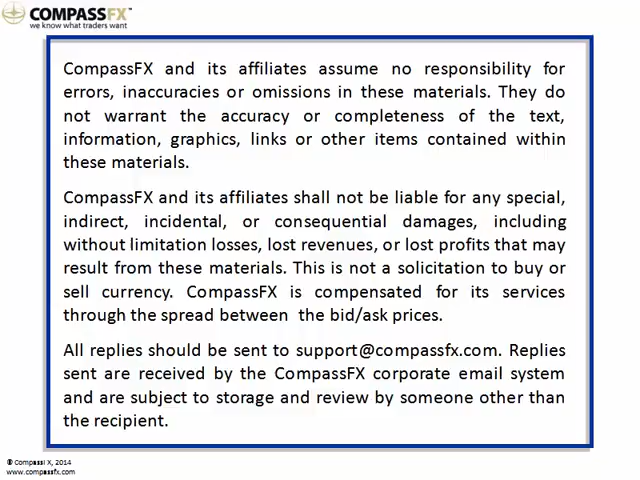 COMPASSFX™
we know what traders want
CompassFX and its affiliates assume no responsibility for
errors, inaccuracies or omissions in these materials. They do
not warrant the accuracy or completeness of the text,
information, graphics, links or other items contained within
these materials.
CompassFX and its affiliates shall not be liable for any special,
indirect, incidental, or consequential damages, including
without limitation losses, lost revenues, or lost profits that may
result from these materials. This is not a solicitation to buy or
sell currency. CompassFX is compensated for its services
through the spread between the bid/ask prices.
All replies should be sent to support@compassfx.com. Replies
sent are received by the CompassFX corporate email system
and are subject to storage and review by someone other than
the recipient.
© CompassFX, 2014
www.compassfx.com